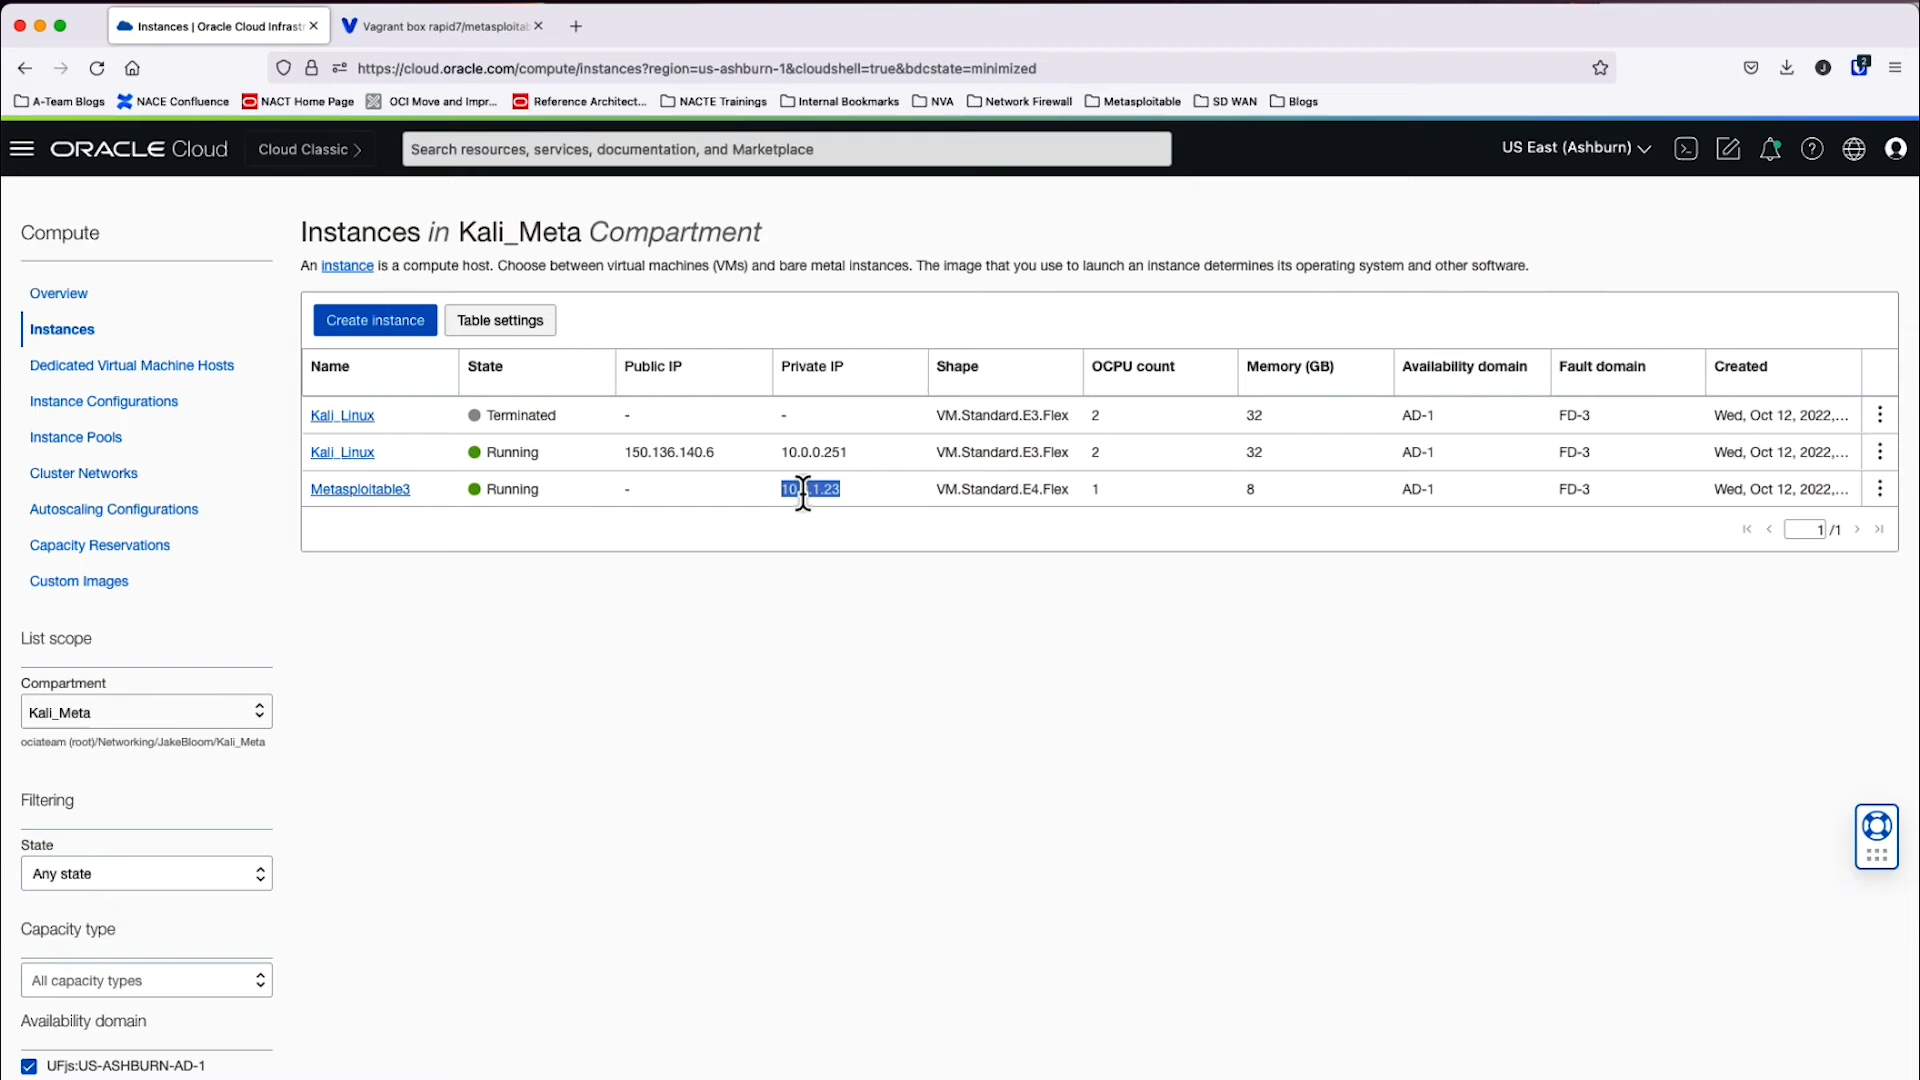 Instances | Oracle Cloud Infrastr
Vagrant box rapid7/metasploitab
https://cloud.oracle.com/compute/instances?region=us-ashburn-1&cloudshell=true&bdcstate=minimized
J
2
A-Team Blogs NACE Confluence NACT Home Page OCI Move and Impr... Reference Architect... NACTE Trainings Internal Bookmarks NVA Network Firewall Metasploitable SD WAN Blogs
ORACLE Cloud Cloud Classic > Search resources, services, documentation, and Marketplace US East (Ashburn)
Compute
Overview
Instances
Dedicated Virtual Machine Hosts
Instance Configurations
Instance Pools
Cluster Networks
Autoscaling Configurations
Capacity Reservations
Custom Images
List scope
Compartment
Kali_Meta
ociateam (root)/Networking/JakeBloom/Kali_Meta
Filtering
State
Any state
Capacity type
All capacity types
Availability domain
UFjs:US-ASHBURN-AD-1
Instances in Kali_Meta Compartment
An instance is a compute host. Choose between virtual machines (VMs) and bare metal instances. The image that you use to launch an instance determines its operating system and other software.
Create instance Table settings
Name State Public IP Private IP Shape OCPU count Memory (GB) Availability domain Fault domain Created
Kali_Linux Terminated - - VM.Standard.E3.Flex 2 32 AD-1 FD-3 Wed, Oct 12, 2022,...
Kali_Linux Running 150.136.140.6 10.0.0.251 VM.Standard.E3.Flex 2 32 AD-1 FD-3 Wed, Oct 12, 2022,...
Metasploitable3 Running - VM.Standard.E4.Flex 1 8 AD-1 FD-3 Wed, Oct 12, 2022,...
1 /1